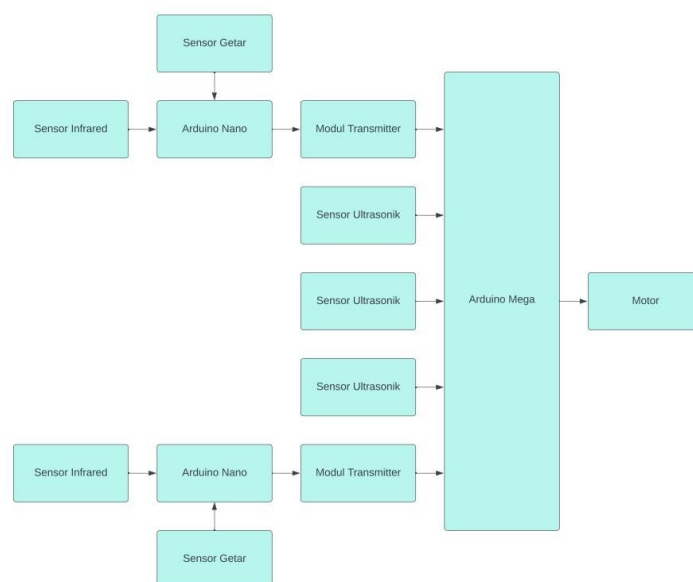 Sensor Getar
Sensor Infrared
Arduino Nano
Modul Transmitter
Sensor Ultrasonik
Sensor Ultrasonik
Arduino Mega
Motor
Sensor Ultrasonik
Sensor Infrared
Arduino Nano
Modul Transmitter
Sensor Getar